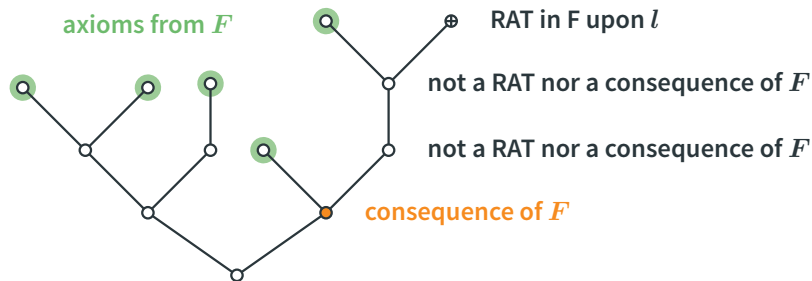 axioms from F
RAT in F upon l
not a RAT nor a consequence of F
not a RAT nor a consequence of F
consequence of F